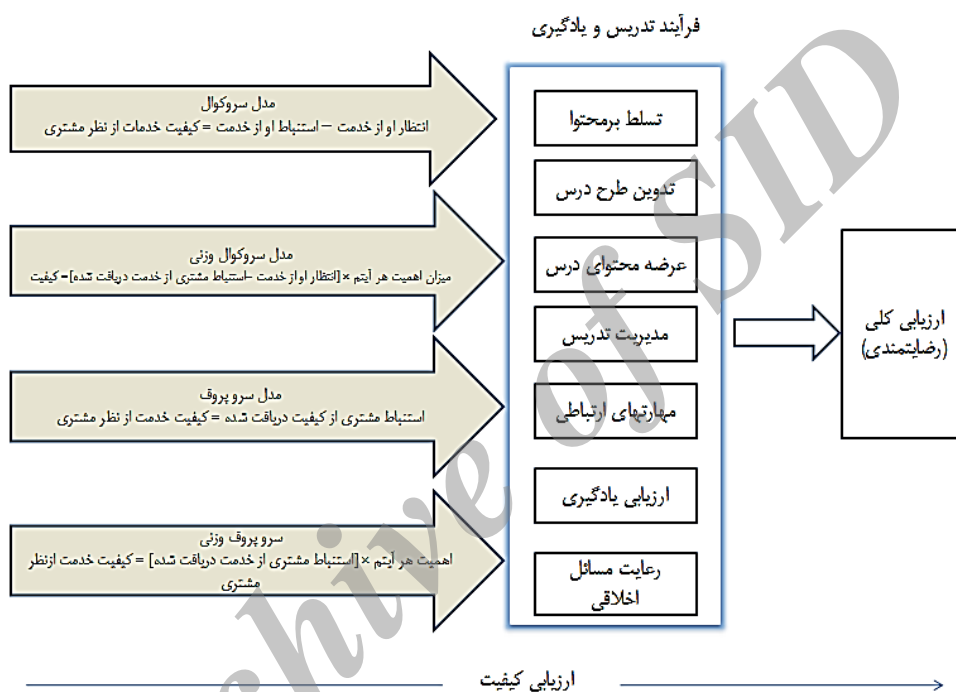 فرآیند تدریس و یادگیری
مدل سروکوال
انتظار او از خدمت – استنباط او از خدمت = کیفیت خدمات از نظر مشتری
مدل سروکوال وزنی
میزان اهمیت هر آیتم × [انتظار او از خدمت –استنباط مشتری از خدمت دریافت شده]= کیفیت
مدل سرو پروف
استنباط مشتری از کیفیت دریافت شده = کیفیت خدمت از نظر مشتری
سرو پروف وزنی
اهمیت هر آیتم × [استنباط مشتری از خدمت دریافت شده] = کیفیت خدمت ازنظر
مشتری
تسلط برمحتوا
تدوین طرح درس
عرضه محتوای درس
مدیریت تدریس
مهارتهای ارتباطی
ارزیابی یادگیری
رعایت مسائل
اخلاقی
ارزیابی کلی
(رضایتمندی)
ارزیابی کیفیت
Archive of SID